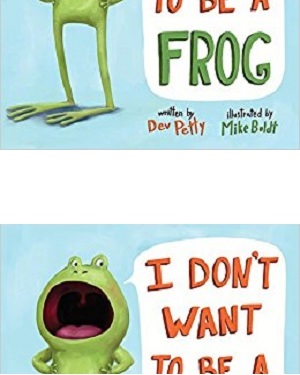 TO BE A
FROG
written by
Dev Petty
illustrated by
Mike Boldt
I DON'T
WANT
TO BE A